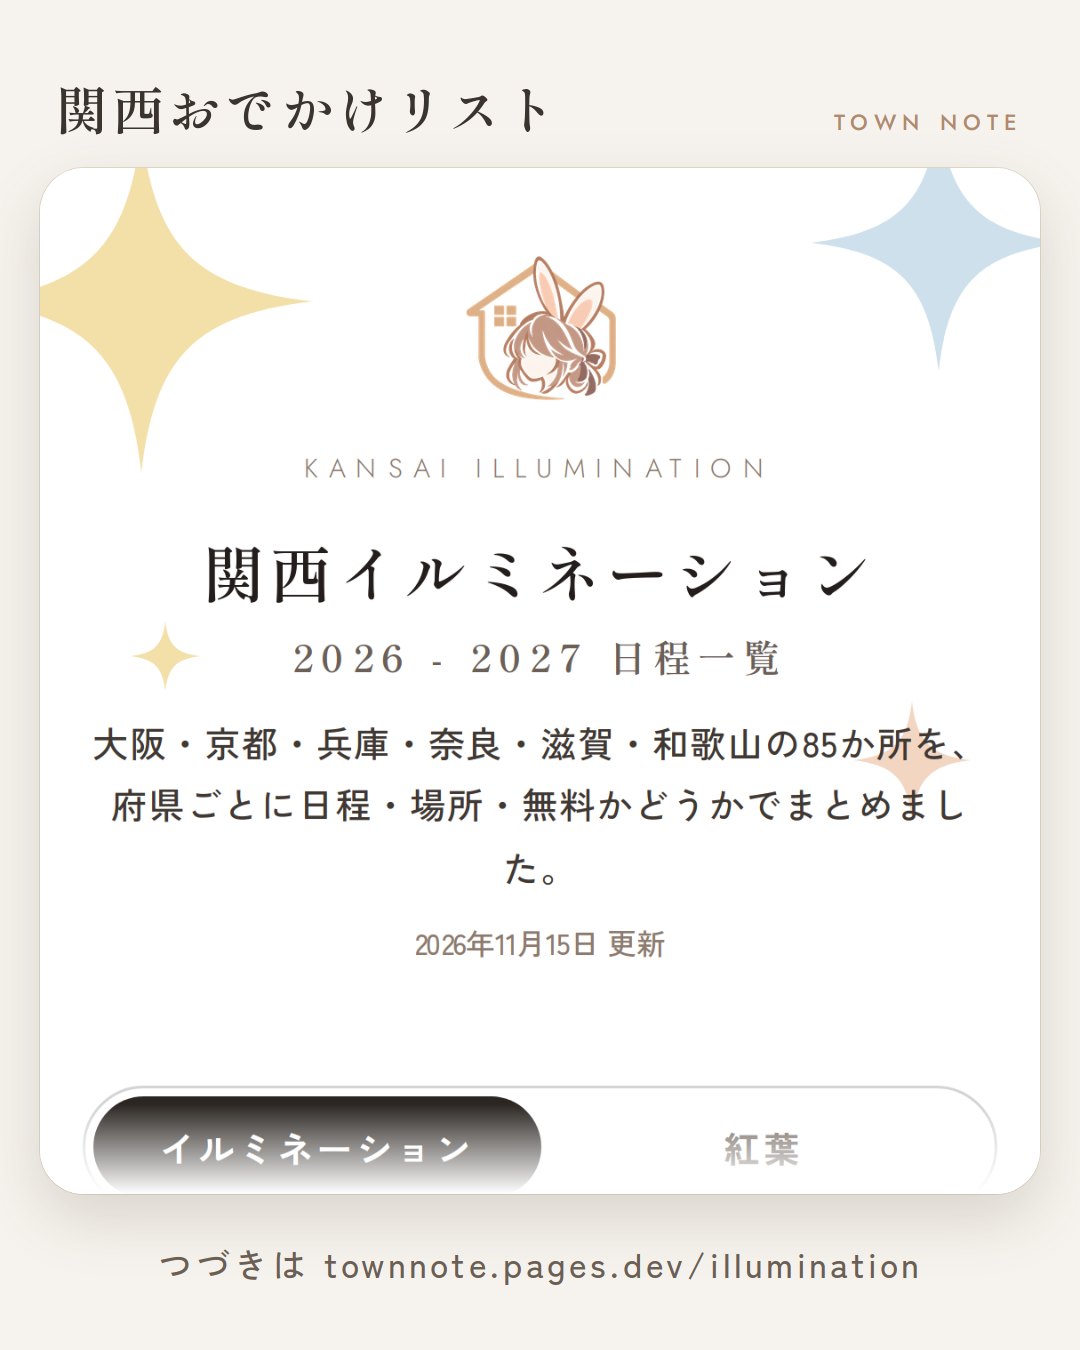 関西おでかけリスト
TOWN NOTE
KANSAI ILLUMINATION
関西イルミネーション
2026 - 2027 日程一覧
大阪・京都・兵庫・奈良・滋賀・和歌山の85か所を、
府県ごとに日程・場所・無料かどうかでまとめまし
た。
2026年11月15日 更新
イルミネーション
紅葉
つづきは townnote.pages.dev/illumination